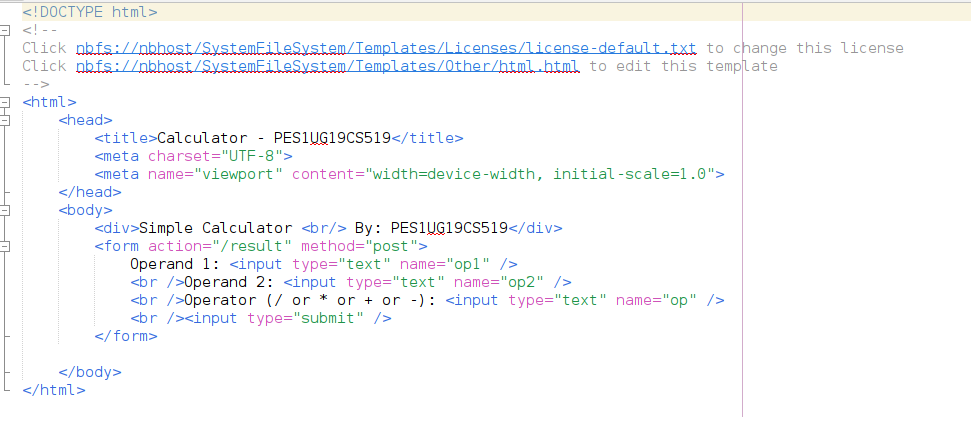 <!DOCTYPE html>
<!--
Click nbfs://nbhost/SystemFileSystem/Templates/Licenses/license-default.txt to change this license
Click nbfs://nbhost/SystemFileSystem/Templates/Other/html.html to edit this template
-->
<html>
    <head>
        <title>Calculator - PES1UG19CS519</title>
        <meta charset="UTF-8">
        <meta name="viewport" content="width=device-width, initial-scale=1.0">
    </head>
    <body>
        <div>Simple Calculator <br/> By: PES1UG19CS519</div>
        <form action="/result" method="post">
            Operand 1: <input type="text" name="op1" />
            <br />Operand 2: <input type="text" name="op2" />
            <br />Operator (/ or * or + or -): <input type="text" name="op" />
            <br /><input type="submit" />
        </form>
    </body>
</html>